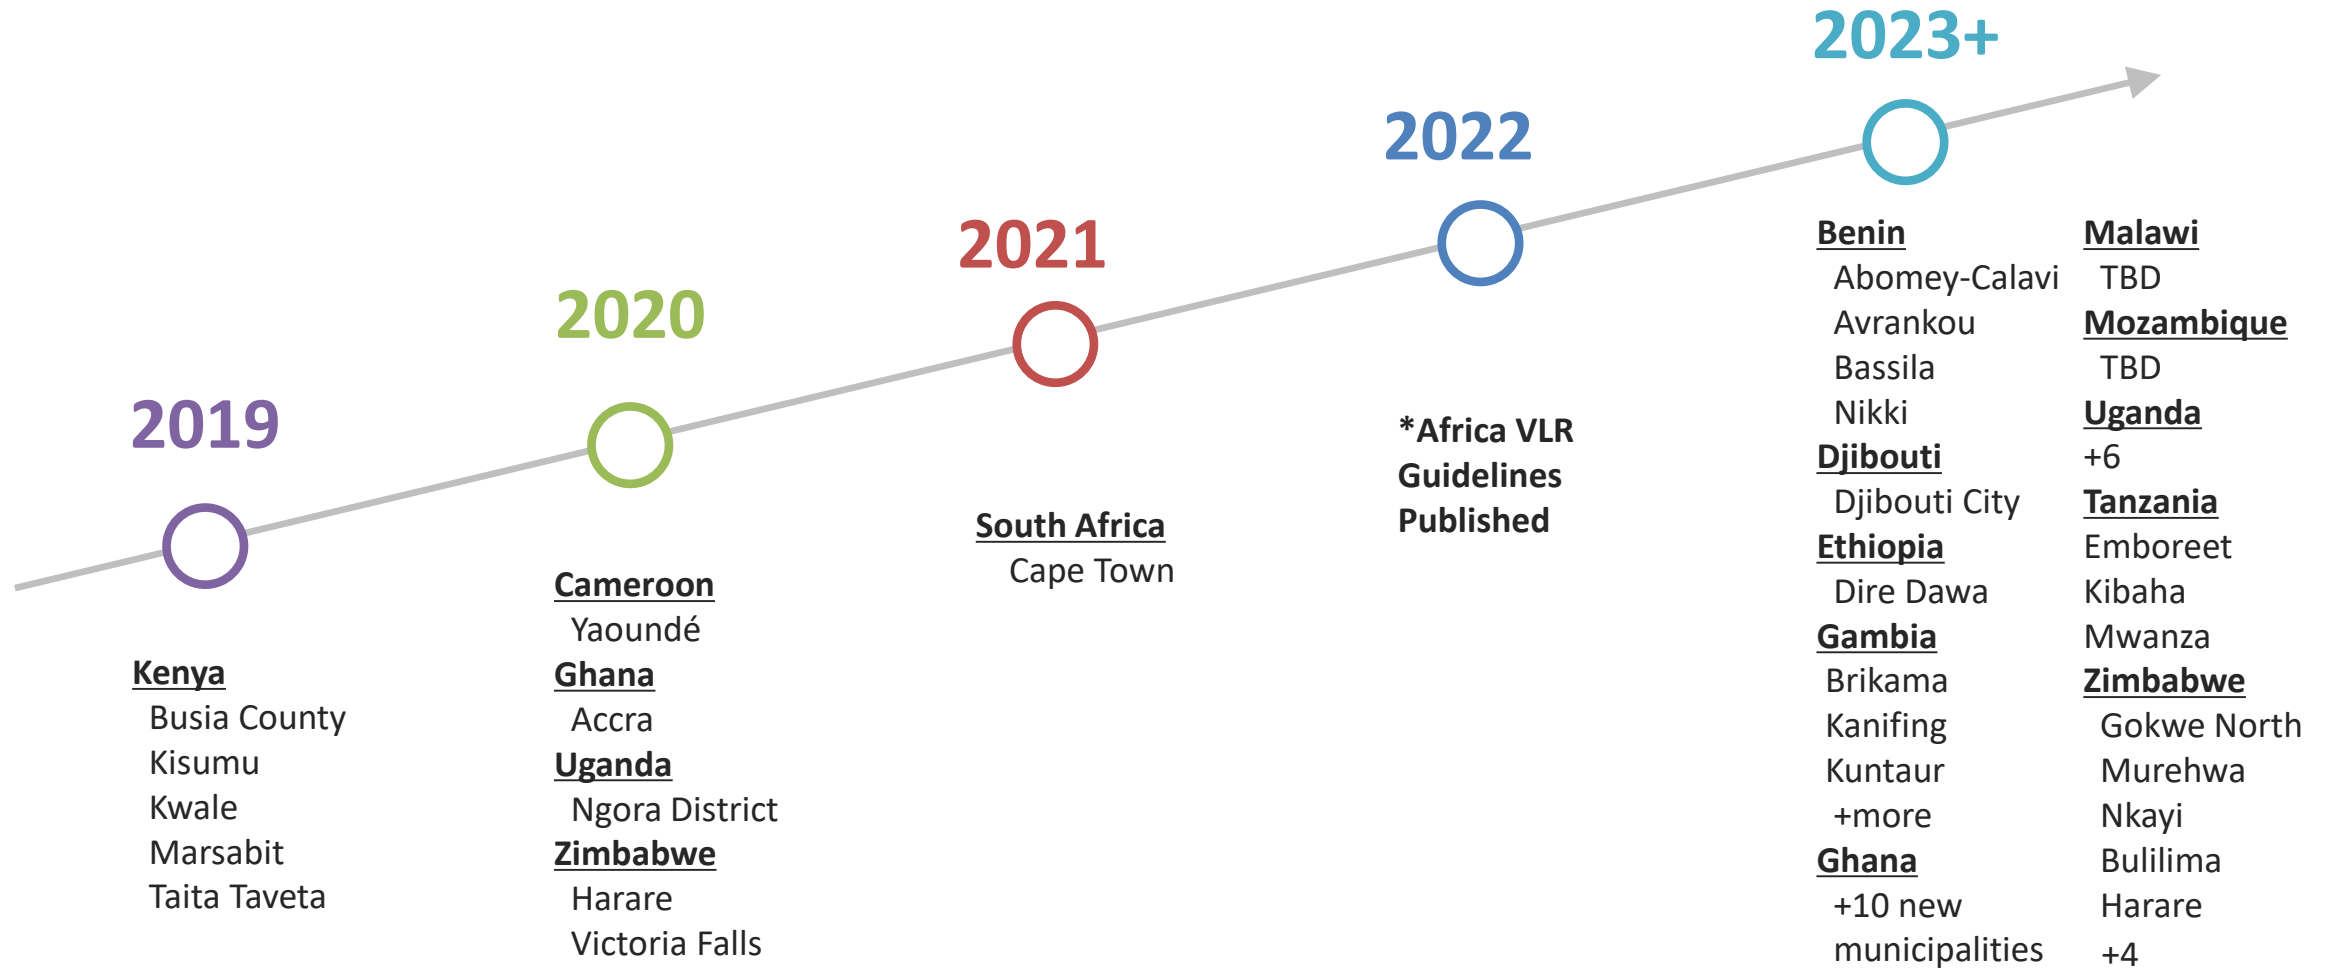 2019
Kenya
Busia County
Kisumu
Kwale
Marsabit
Taita Taveta
2020
Cameroon
Yaoundé
Ghana
Accra
Uganda
Ngora District
Zimbabwe
Harare
Victoria Falls
2021
South Africa
Cape Town
2022
*Africa VLR
Guidelines
Published
2023+
Benin
Abomey-Calavi
Avrankou
Bassila
Nikki
Djibouti
Djibouti City
Ethiopia
Dire Dawa
Gambia
Brikama
Kanifing
Kuntaur
+more
Ghana
+10 new
municipalities
Malawi
TBD
Mozambique
TBD
Uganda
+6
Tanzania
Emboreet
Kibaha
Mwanza
Zimbabwe
Gokwe North
Murehwa
Nkayi
Bulilima
Harare
+4